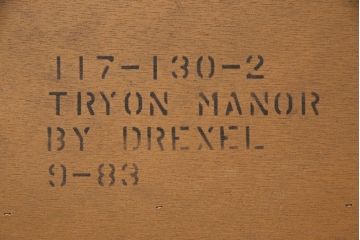 117-130-2
TRYON MANOR
BY DREXEL
9-83